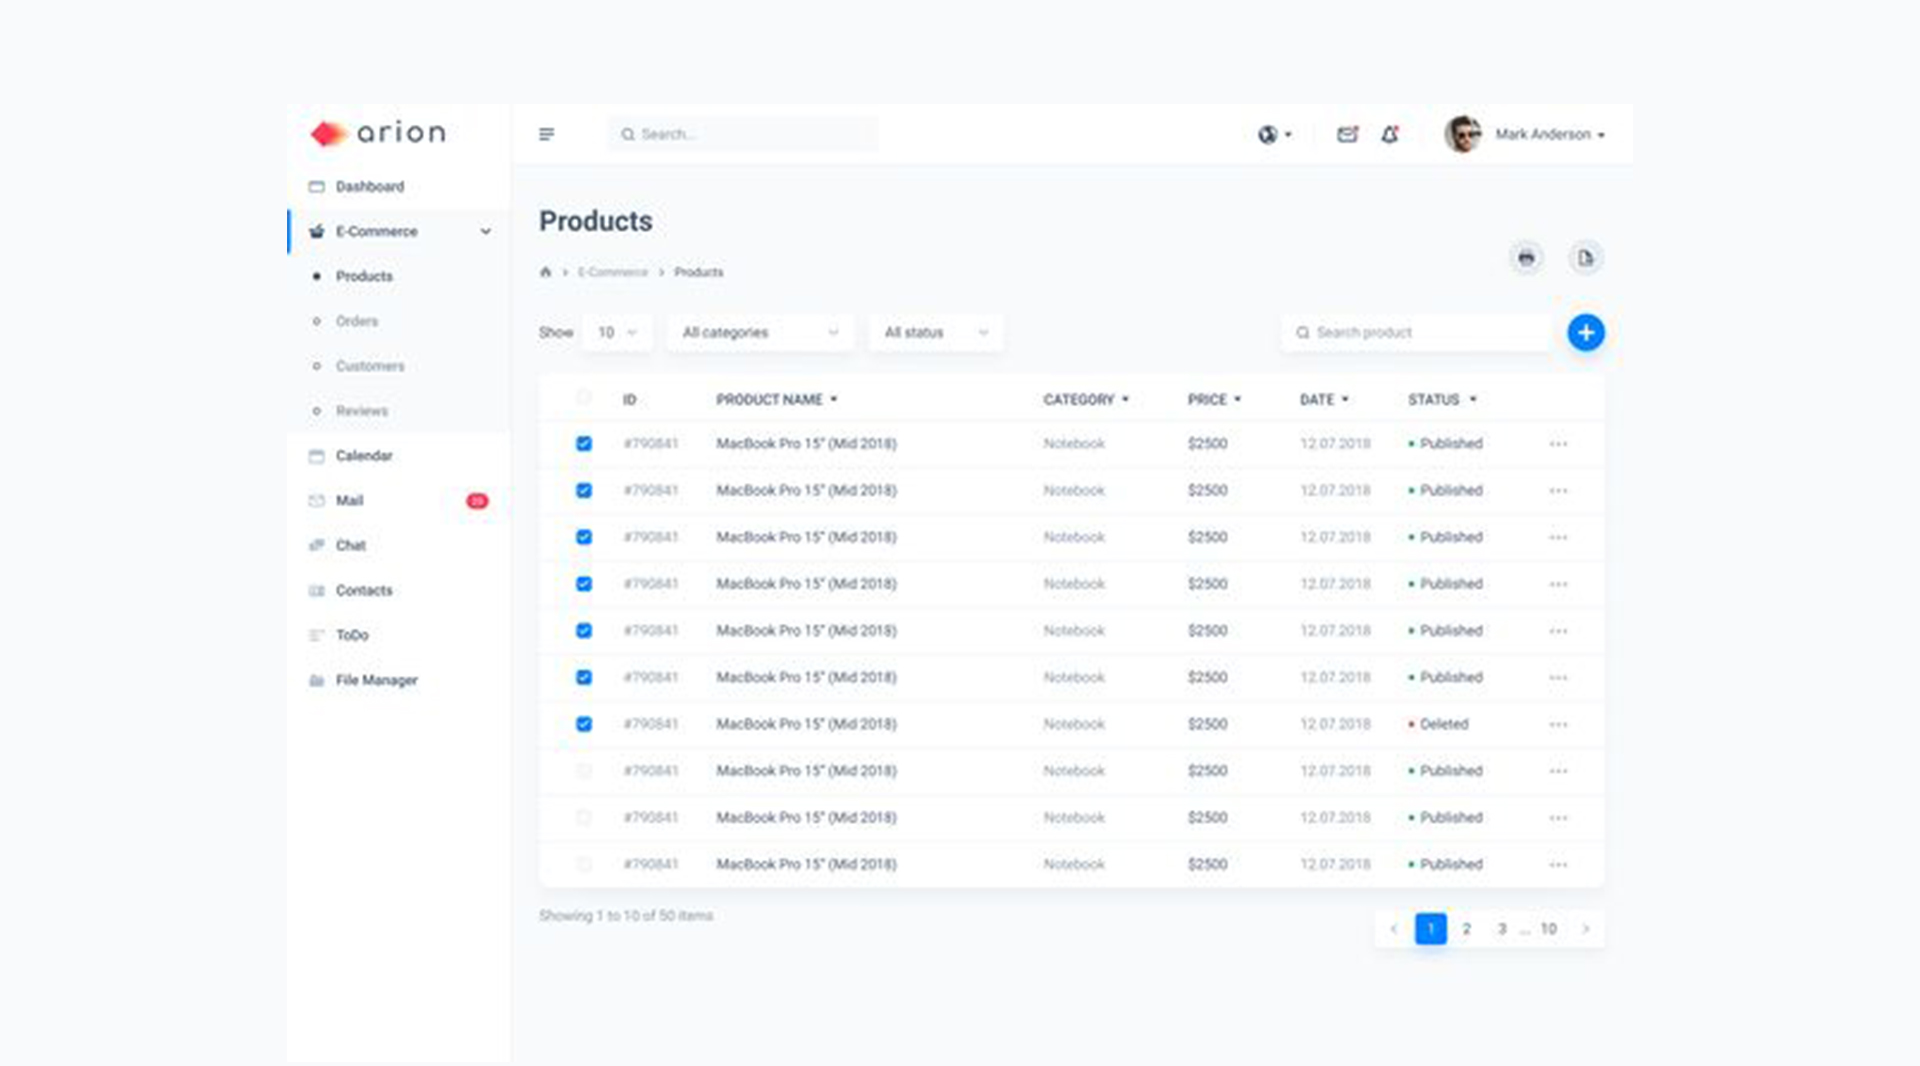 arion
Search...
Mark Anderson
Dashboard
E-Commerce
Products
Orders
Customers
Reviews
Calendar
Mail
Chat
Contacts
ToDo
File Manager
Products
E-Commerce > Products
Show 10 All categories All status Search product
ID PRODUCT NAME CATEGORY PRICE DATE STATUS
#790841 MacBook Pro 15" (Mid 2018) Notebook $2500 12.07.2018 Published
#790841 MacBook Pro 15" (Mid 2018) Notebook $2500 12.07.2018 Published
#790841 MacBook Pro 15" (Mid 2018) Notebook $2500 12.07.2018 Published
#790841 MacBook Pro 15" (Mid 2018) Notebook $2500 12.07.2018 Published
#790841 MacBook Pro 15" (Mid 2018) Notebook $2500 12.07.2018 Published
#790841 MacBook Pro 15" (Mid 2018) Notebook $2500 12.07.2018 Published
#790841 MacBook Pro 15" (Mid 2018) Notebook $2500 12.07.2018 Deleted
#790841 MacBook Pro 15" (Mid 2018) Notebook $2500 12.07.2018 Published
#790841 MacBook Pro 15" (Mid 2018) Notebook $2500 12.07.2018 Published
#790841 MacBook Pro 15" (Mid 2018) Notebook $2500 12.07.2018 Published
Showing 1 to 10 of 50 items
< 1 2 3 ... 10 >